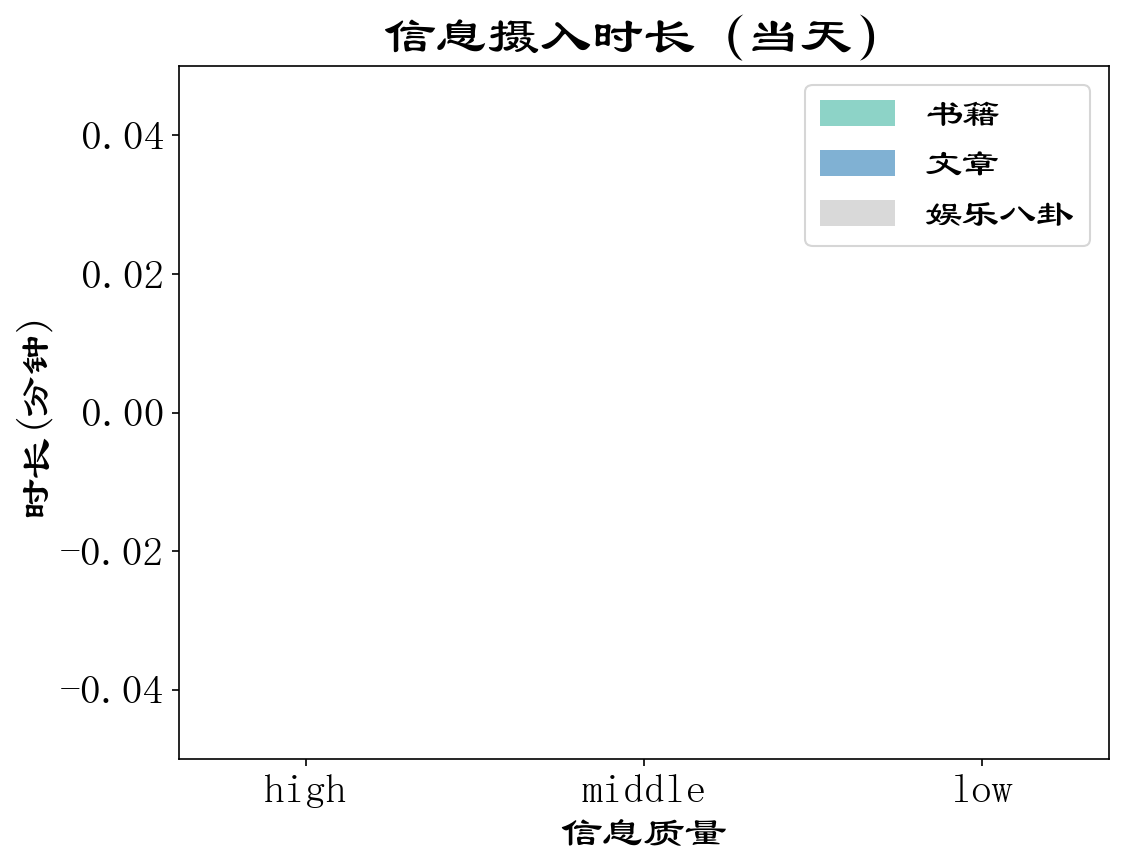 信息摄入时长 (当天)
书籍
文章
娱乐八卦
时长(分钟)
0.04
0.02
0.00
−0.02
−0.04
high middle low
信息质量